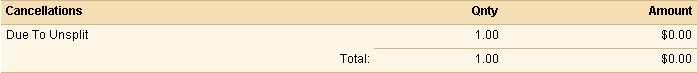 Cancellations Qnty Amount
Due To Unsplit 1.00 $0.00
Total: 1.00 $0.00